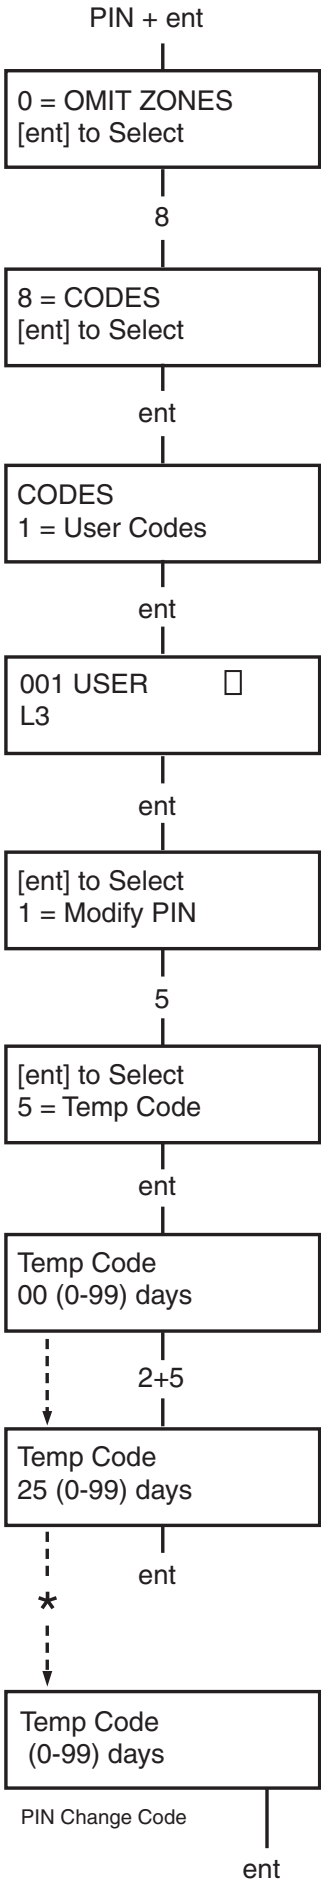 PIN + ent
0 = OMIT ZONES
[ent] to Select
8
8 = CODES
[ent] to Select
ent
CODES
1 = User Codes
ent
001 USER
L3
ent
[ent] to Select
1 = Modify PIN
5
[ent] to Select
5 = Temp Code
ent
Temp Code
00 (0-99) days
2+5
Temp Code
25 (0-99) days
ent
*
Temp Code
(0-99) days
PIN Change Code
ent